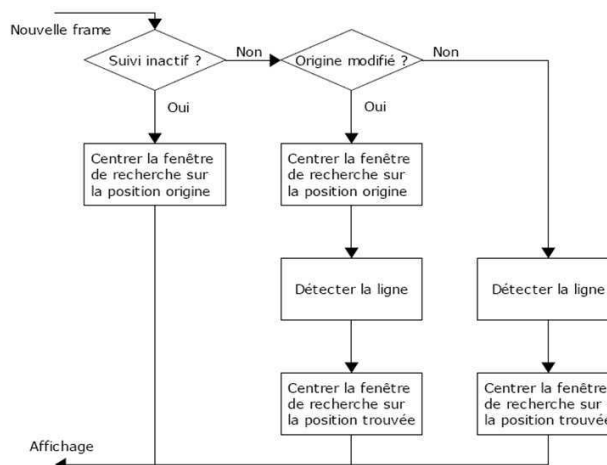 Nouvelle frame
Suivi inactif ?
Non
Origine modifié ?
Non
Oui
Oui
Centrer la fenêtre
de recherche sur
la position origine
Centrer la fenêtre
de recherche sur
la position origine
Détecter la ligne
Détecter la ligne
Centrer la fenêtre
de recherche sur
la position trouvée
Centrer la fenêtre
de recherche sur
la position trouvée
Affichage